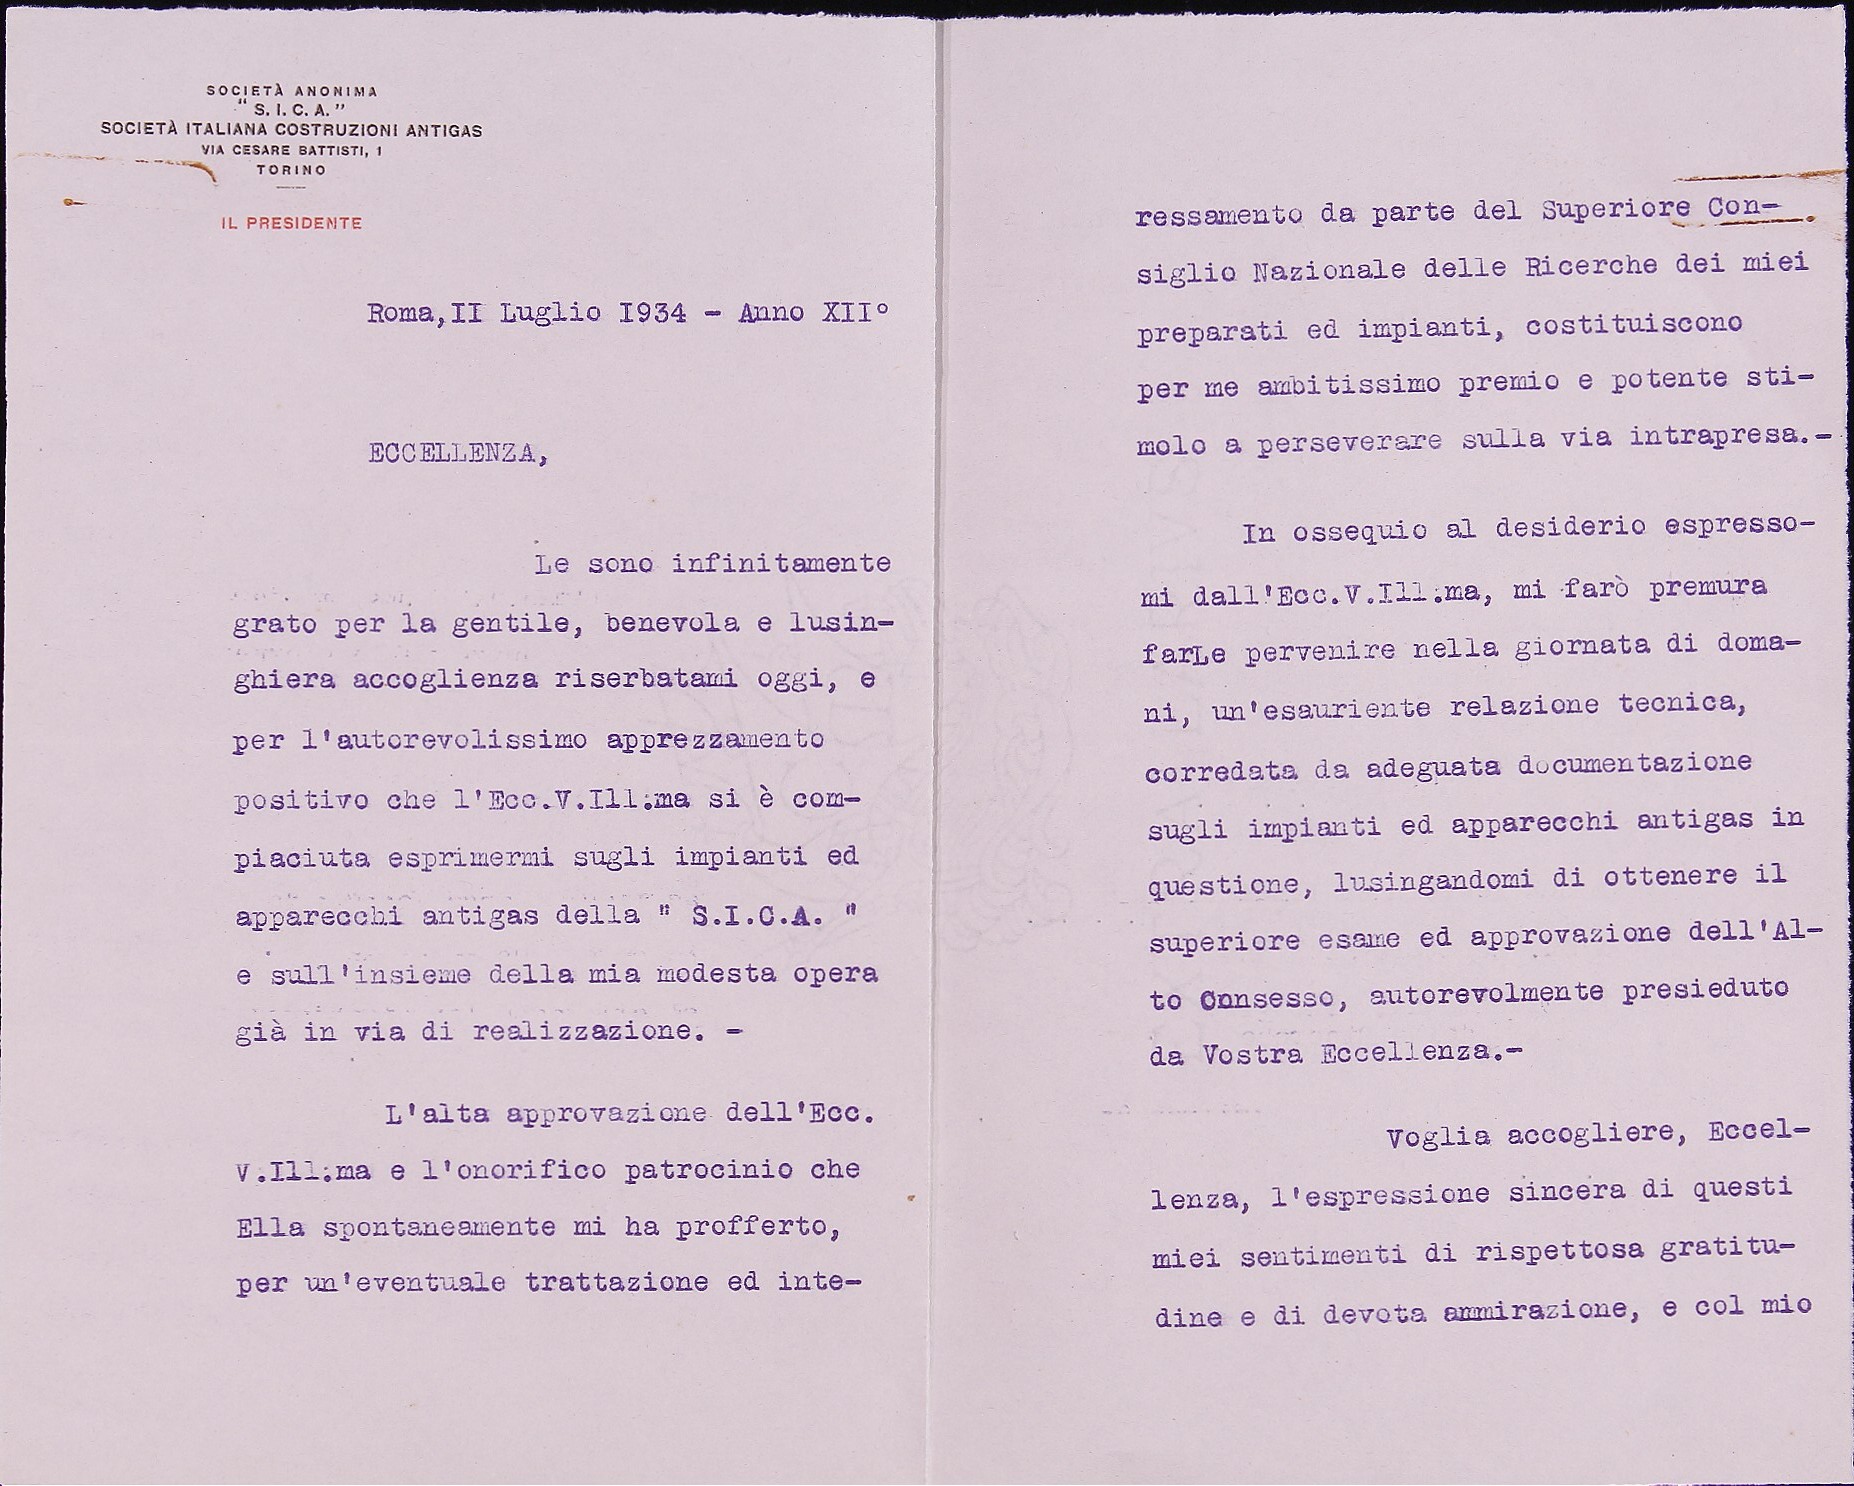 SOCIETÀ ANONIMA
" S. I. C. A. "
SOCIETÀ ITALIANA COSTRUZIONI ANTIGAS
VIA CESARE BATTISTI, 1
TORINO
IL PRESIDENTE
Roma,II Luglio I934 - Anno XII°
ECCELLENZA,
Le sono infinitamente
grato per la gentile, benevola e lusin-
ghiera accoglienza riserbatami oggi, e
per l'autorevolissimo apprezzamento
positivo che l'Ecc.V.Ill:ma si è com-
piaciuta esprimermi sugli impianti ed
apparecchi antigas della " S.I.C.A. "
e sull'insieme della mia modesta opera
già in via di realizzazione. -
L'alta approvazione dell'Ecc.
V.Ill:ma e l'onorifico patrocinio che
Ella spontaneamente mi ha profferto,
per un'eventuale trattazione ed inte-
ressamento da parte del Superiore Con-
siglio Nazionale delle Ricerche dei miei
preparati ed impianti, costituiscono
per me ambitissimo premio e potente sti-
molo a perseverare sulla via intrapresa.-
In ossequio al desiderio espresso-
mi dall'Ecc.V.Ill:ma, mi farò premura
farLe pervenire nella giornata di doma-
ni, un'esauriente relazione tecnica,
corredata da adeguata documentazione
sugli impianti ed apparecchi antigas in
questione, lusingandomi di ottenere il
superiore esame ed approvazione dell'Al-
to Consesso, autorevolmente presieduto
da Vostra Eccellenza.-
Voglia accogliere, Eccel-
lenza, l'espressione sincera di questi
miei sentimenti di rispettosa gratitu-
dine e di devota ammirazione, e col mio